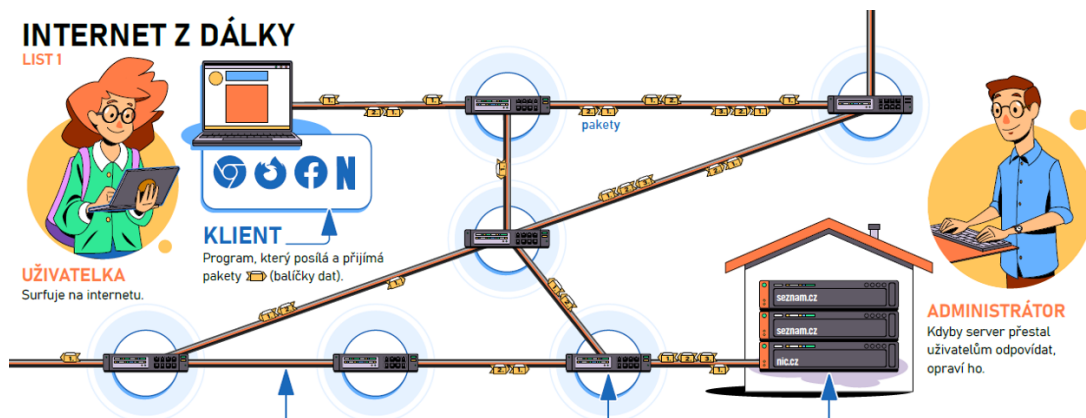 INTERNET Z DÁLKY
LIST 1
pakety
KLIENT
Program, který posílá a přijímá
pakety (balíčky dat).
UŽIVATELKA
Surfuje na internetu.
seznam.cz
seznam.cz
nic.cz
ADMINISTRÁTOR
Kdyby server přestal
uživatelům odpovídat,
opraví ho.